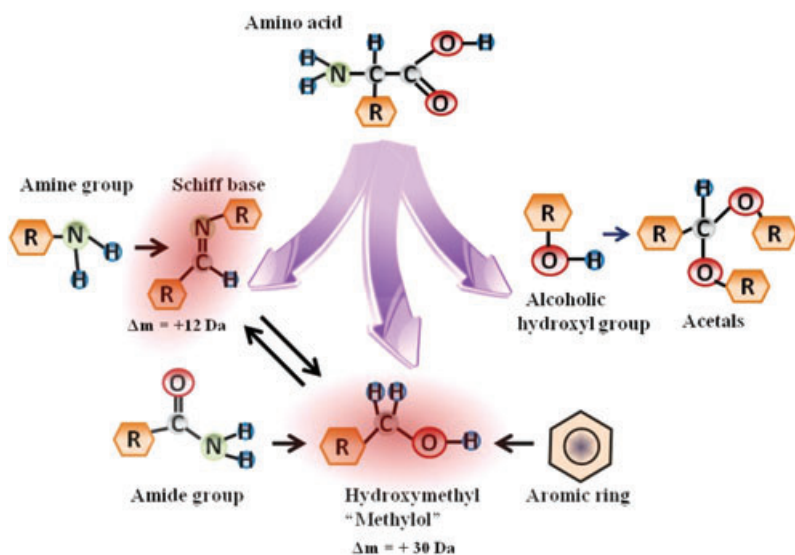 Amino acid
H
O
H
H
N
C
C
H
R
O
Amine group
Schiff base
R
N
H
H
N
R
C
H
R
Δm = +12 Da
R
O
H
Alcoholic
hydroxyl group
H
R
C
O
R
O
R
Acetals
O
R
C
N
H
H
Amide group
H
H
C
R
O
H
Hydroxymethyl
“Methylol”
Δm = + 30 Da
Aromic ring